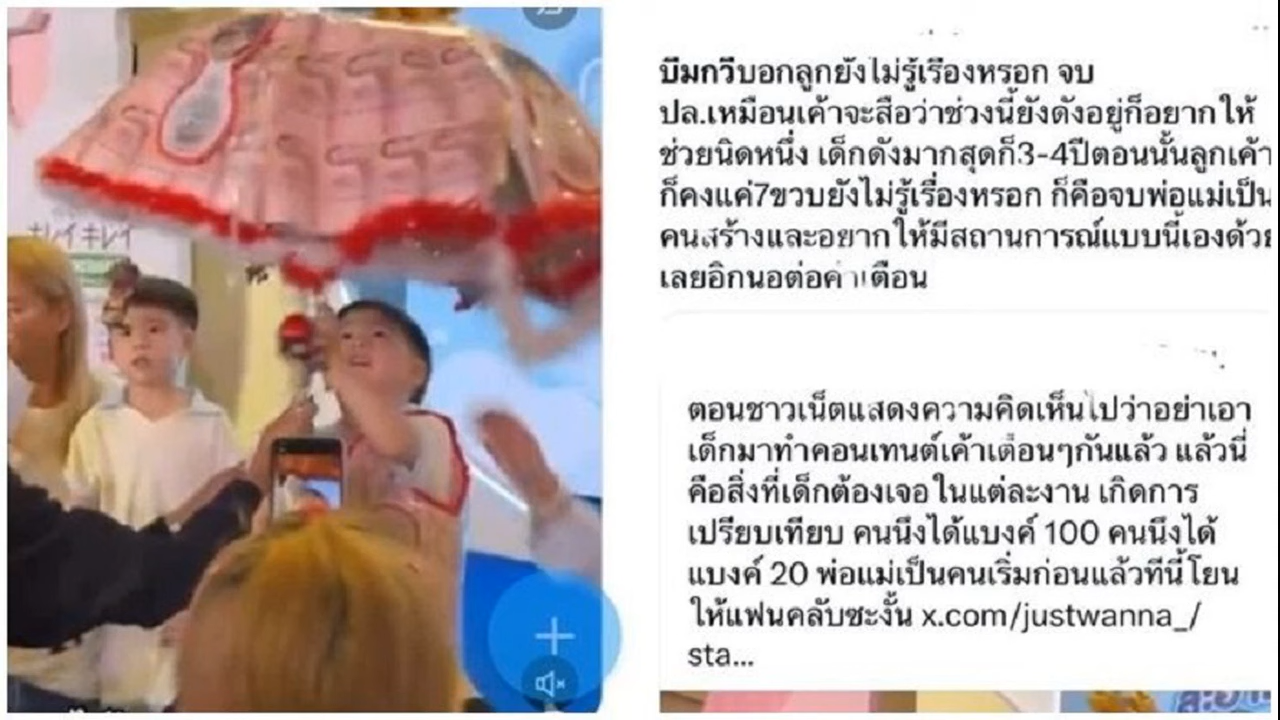 キレイキレイ
บีมกวีบอกลูกยังไม่รู้เรื่องหรอก จบ
ปล.เหมือนเค้าจะสือว่าช่วงนี้ยังดังอยู่ก็อยากให้
ช่วยนิดหนึ่ง เด็กดังมากสุดก็3-4ปีตอนนั้นลูกเค้า
ก็คงแค่7ขวบยังไม่รู้เรื่องหรอก ก็คือจบพ่อแม่เป็น
คนสร้างและอยากให้มีสถานการณ์แบบนี้เองด้วย
เลยอิกนอต่อคำเตือน
ตอนชาวเน็ตแสดงความคิดเห็นไปว่าอย่าเอา
เด็กมาทำคอนเทนต์เค้าเตือนๆกันแล้ว แล้วนี่
คือสิ่งที่เด็กต้องเจอในแต่ละงาน เกิดการ
เปรียบเทียบ คนนึงได้แบงค์ 100 คนนึงได้
แบงค์ 20 พ่อแม่เป็นคนเริ่มก่อนแล้วทีนี้โยน
ให้แฟนคลับซะงั้น x.com/justwanna_/
sta...